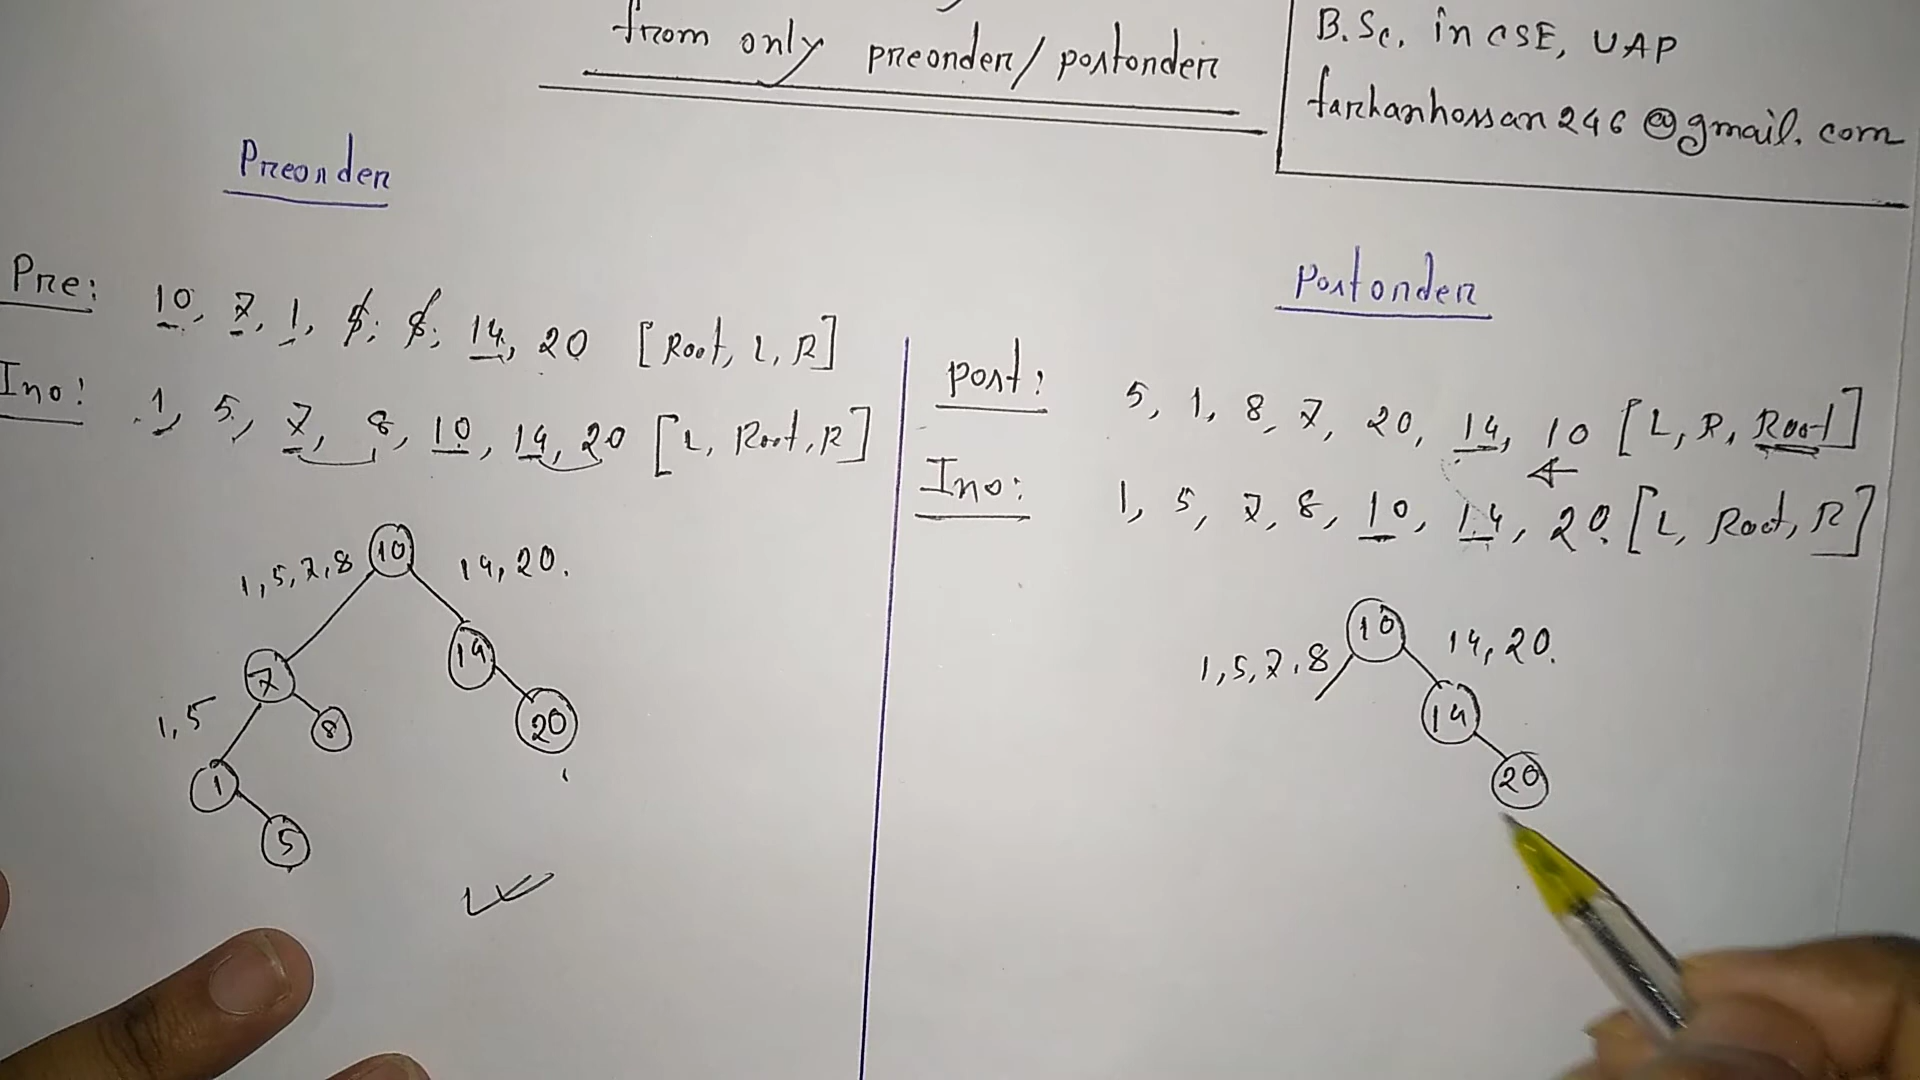 from only preorder/postorder
B.Sc. in CSE, UAP
farhanhossan246@gmail.com
Preorder
Pre: 10, 7, 1, 5, 8, 14, 20 [Root, L, R]
Ino: 1, 5, 7, 8, 10, 14, 20 [L, Root, R]
1, 5, 7, 8 10 14, 20.
7 14
1, 5 8 20
1
5
Postorder
post: 5, 1, 8, 7, 20, 14, 10 [L, R, Root]
Ino: 1, 5, 7, 8, 10, 14, 20. [L, Root, R]
1, 5, 7, 8 10 14, 20.
14
20